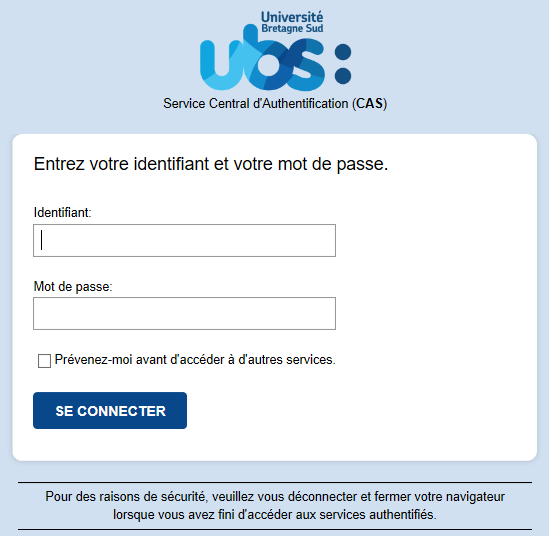 Université
Bretagne Sud
ubs:
Service Central d'Authentification (CAS)
Entrez votre identifiant et votre mot de passe.
Identifiant:
Mot de passe:
Prévenez-moi avant d'accéder à d'autres services.
SE CONNECTER
Pour des raisons de sécurité, veuillez vous déconnecter et fermer votre navigateur
lorsque vous avez fini d'accéder aux services authentifiés.